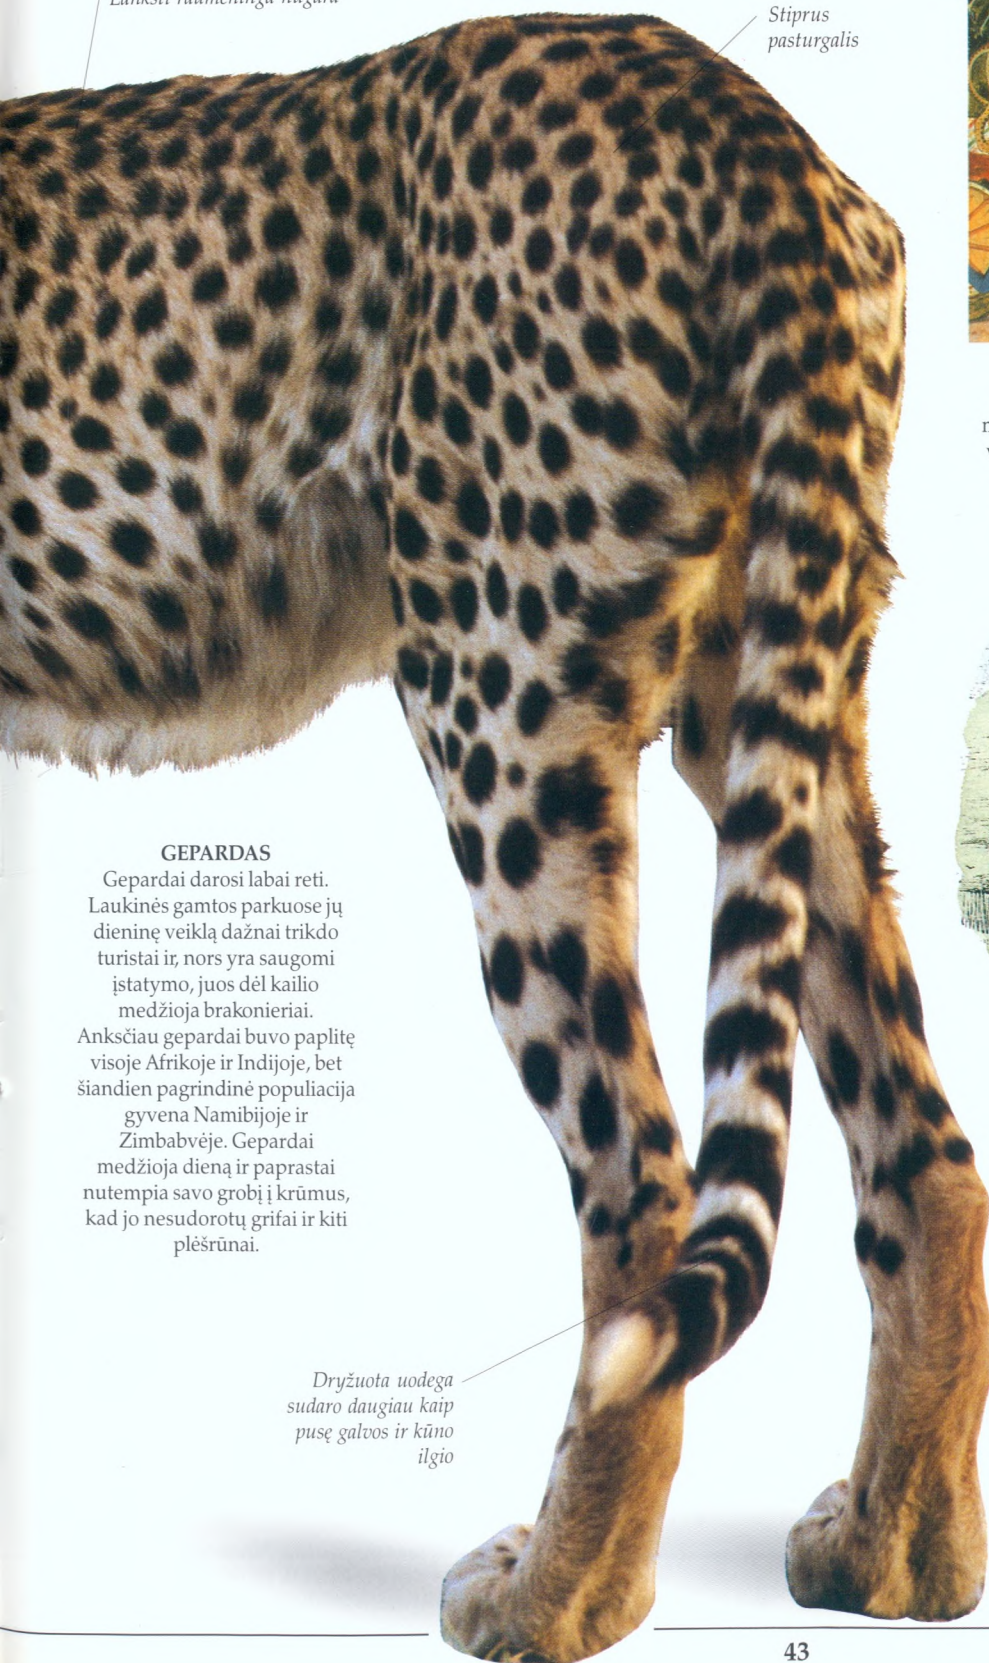 Stiprus
pasturgalis
GEPARDAS
Gepardai darosi labai reti.
Laukinės gamtos parkuose jų
dieninę veiklą dažnai trikdo
turistai ir, nors yra saugomi
įstatymo, juos dėl kailio
medžioja brakonieriai.
Anksčiau gepardai buvo paplitę
visoje Afrikoje ir Indijoje, bet
šiandien pagrindinė populiacija
gyvena Namibijoje ir
Zimbabvėje. Gepardai
medžioja dieną ir paprastai
nutempia savo grobį į krūmus,
kad jo nesudorotų grifai ir kiti
plėšrūnai.
Dryžuota uodega
sudaro daugiau kaip
pusę galvos ir kūno
ilgio
43